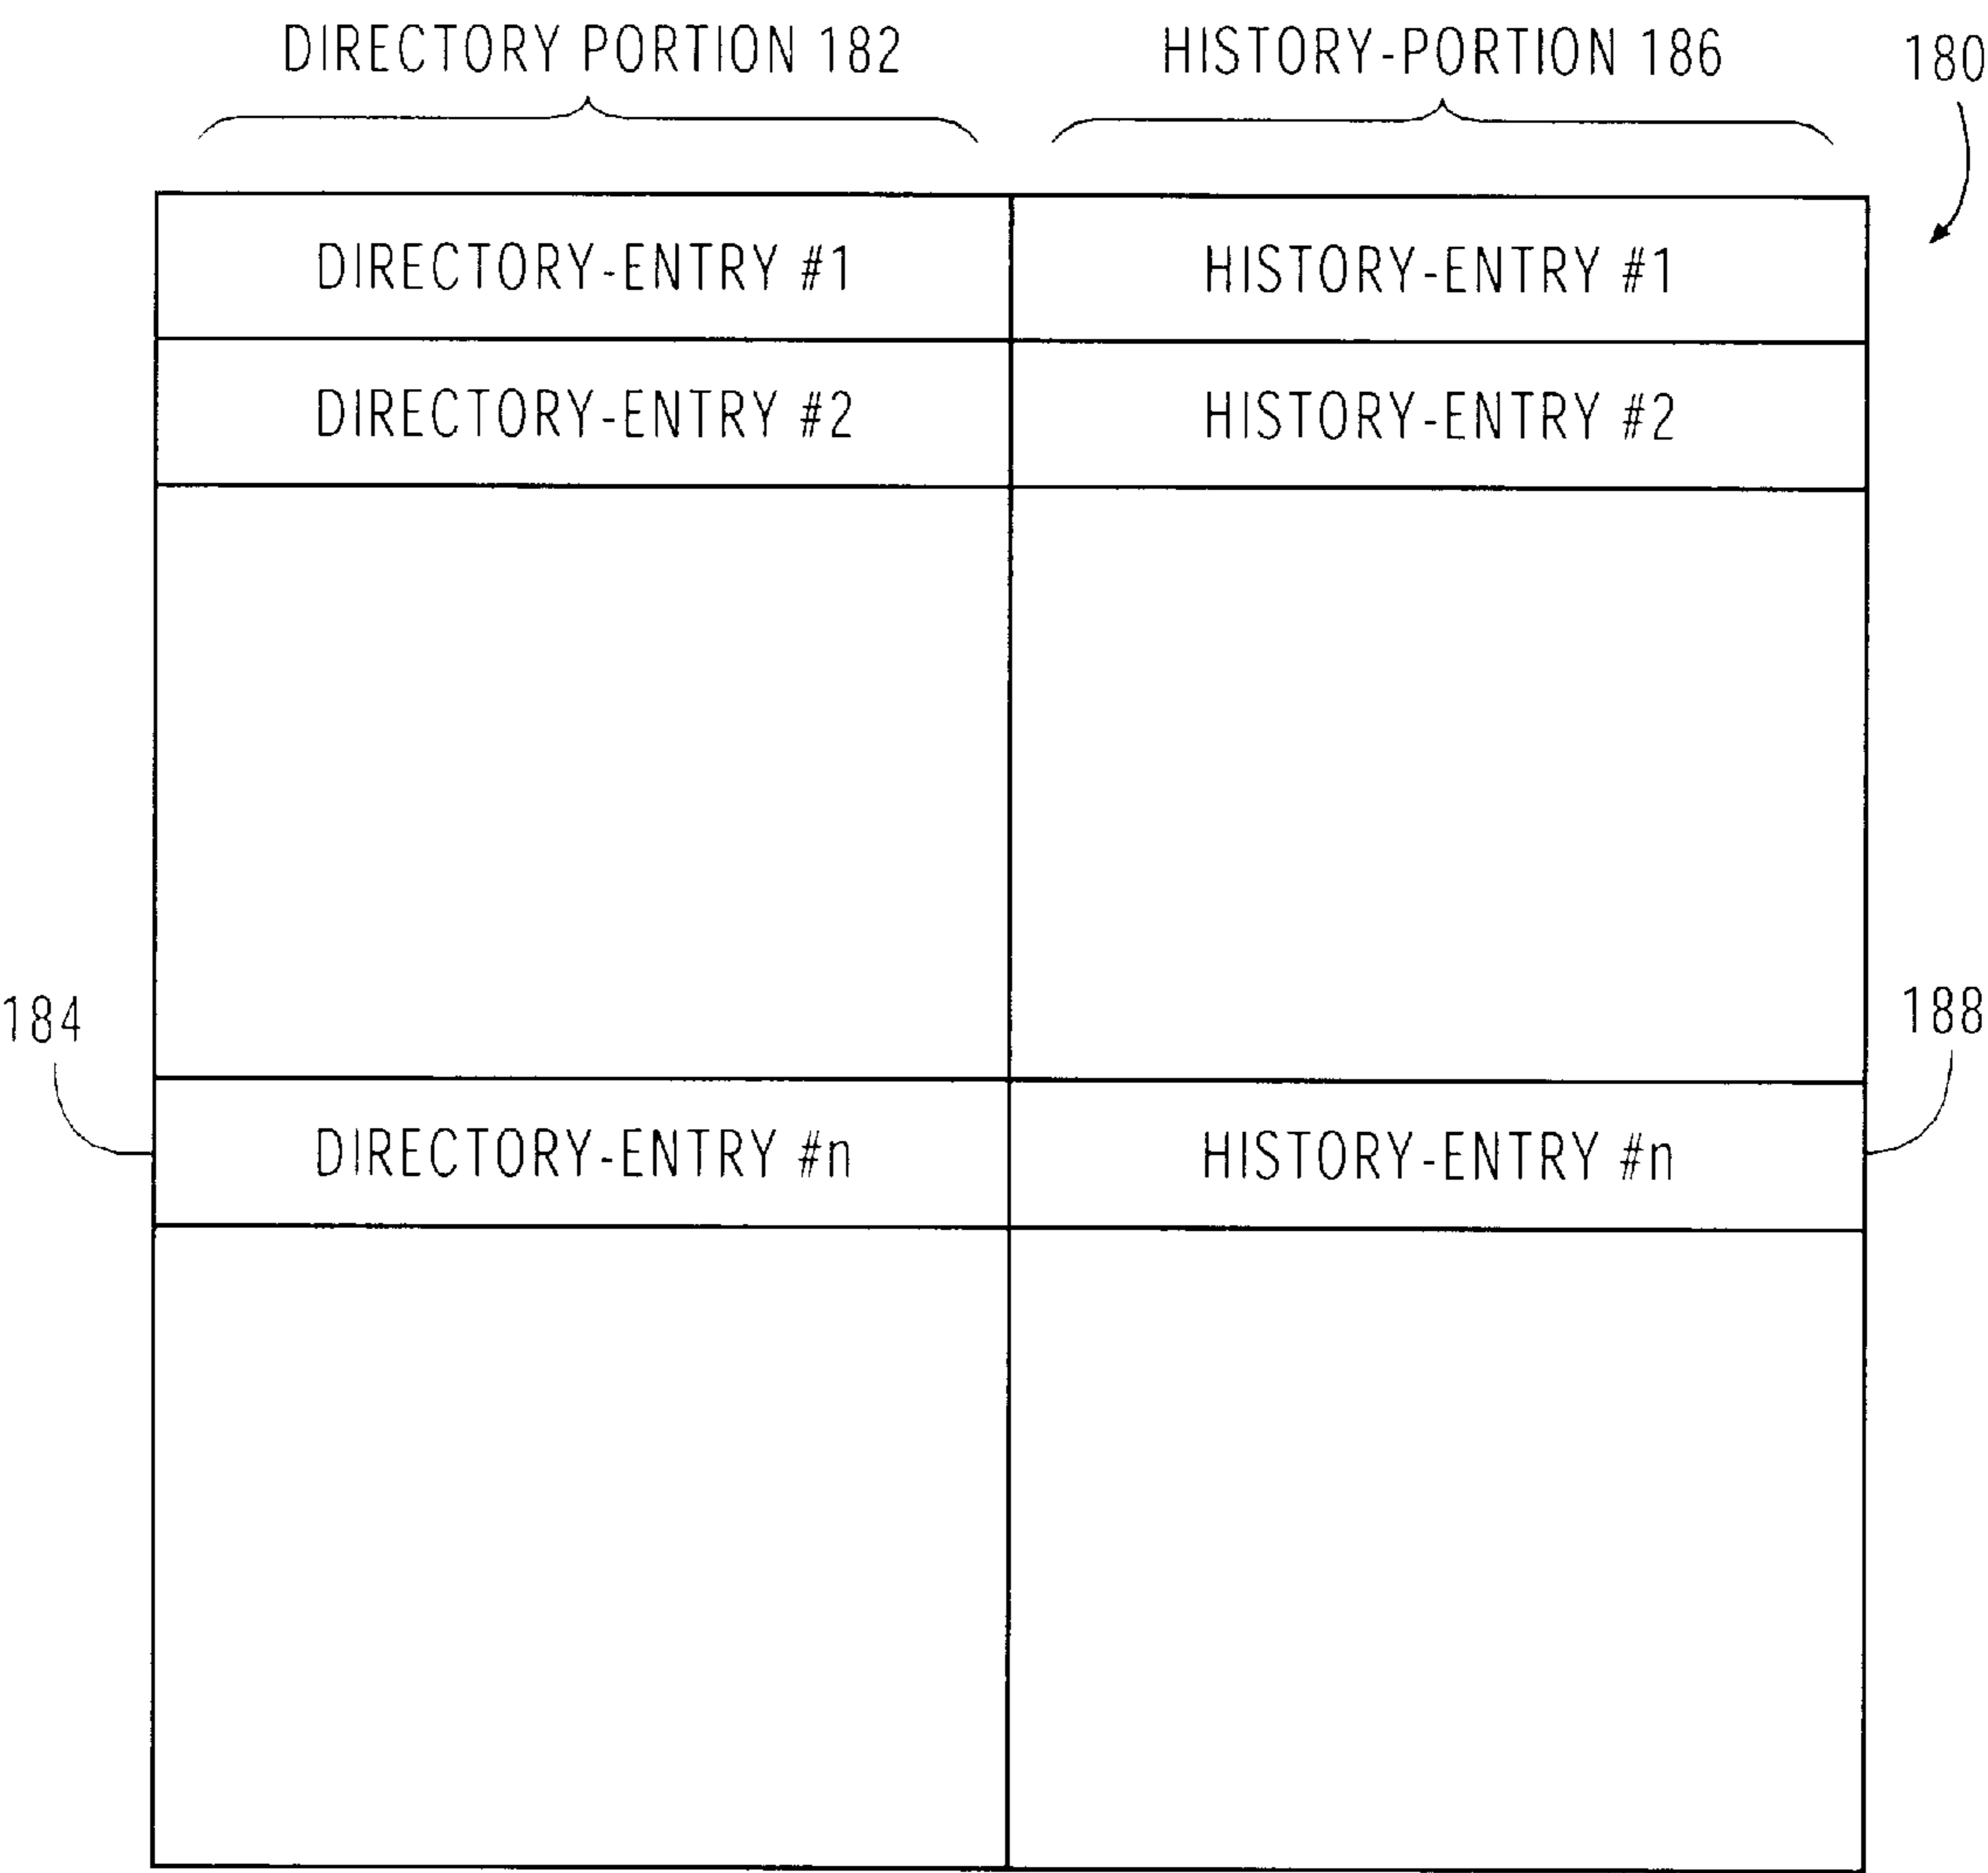 DIRECTORY PORTION 182
HISTORY-PORTION 186
180
DIRECTORY-ENTRY #1
HISTORY-ENTRY #1
DIRECTORY-ENTRY #2
HISTORY-ENTRY #2
184
188
DIRECTORY-ENTRY #n
HISTORY-ENTRY #n